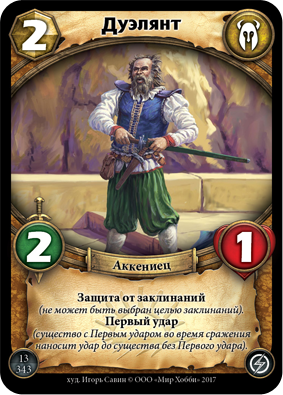 2
Дуэлянт
2
1
Аккениец
Защита от заклинаний
(не может быть выбран целью заклинаний).
Первый удар
(существо с Первым ударом во время сражения
наносит удар до существа без Первого удара).
13
343
худ. Игорь Савин © ООО «Мир Хобби» 2017